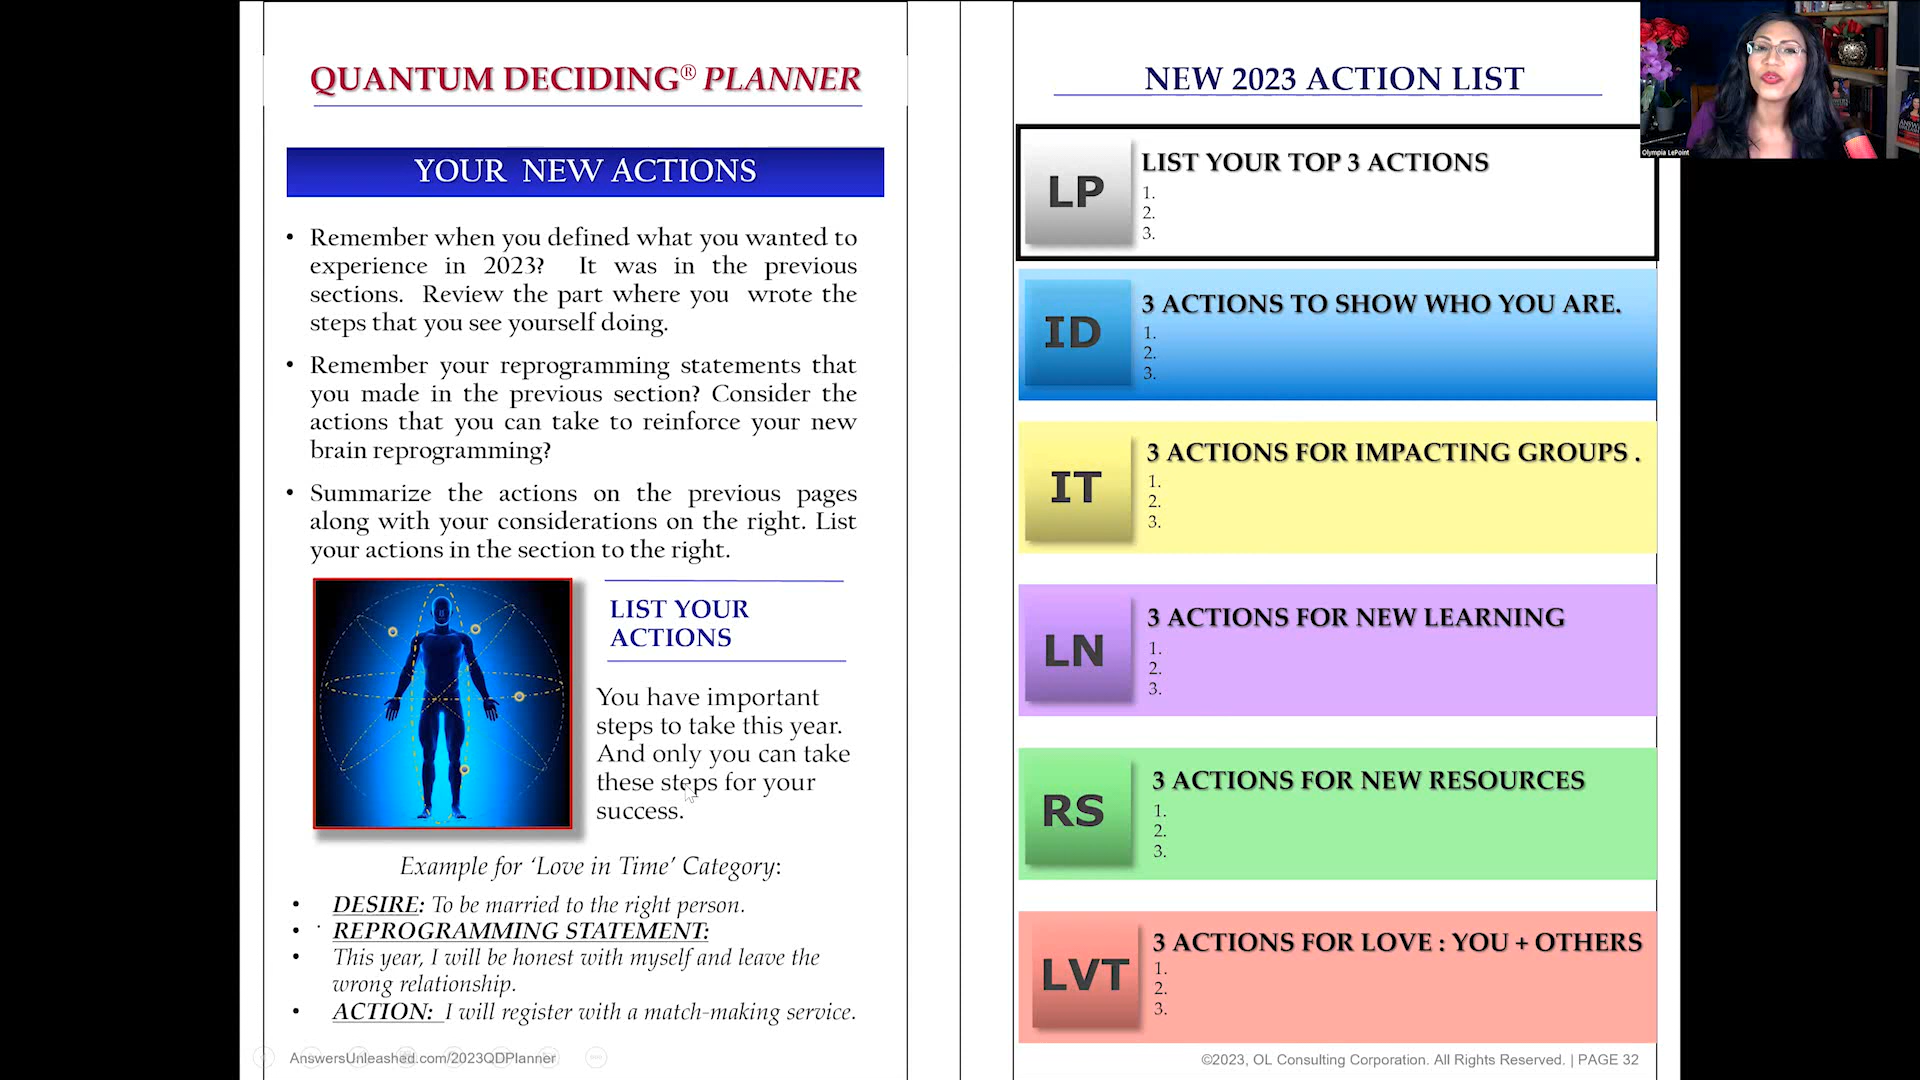 QUANTUM DECIDING® PLANNER
YOUR NEW ACTIONS
• Remember when you defined what you wanted to
experience in 2023? It was in the previous
sections. Review the part where you wrote the
steps that you see yourself doing.
• Remember your reprogramming statements that
you made in the previous section? Consider the
actions that you can take to reinforce your new
brain reprogramming?
• Summarize the actions on the previous pages
along with your considerations on the right. List
your actions in the section to the right.
LIST YOUR
ACTIONS
You have important
steps to take this year.
And only you can take
these steps for your
success.
Example for ‘Love in Time’ Category:
• DESIRE: To be married to the right person.
• REPROGRAMMING STATEMENT:
• This year, I will be honest with myself and leave the
wrong relationship.
• ACTION: I will register with a match-making service.
AnswersUnleashed.com/2023QDPlanner
NEW 2023 ACTION LIST
LP
LIST YOUR TOP 3 ACTIONS
1.
2.
3.
ID
3 ACTIONS TO SHOW WHO YOU ARE.
1.
2.
3.
IT
3 ACTIONS FOR IMPACTING GROUPS .
1.
2.
3.
LN
3 ACTIONS FOR NEW LEARNING
1.
2.
3.
RS
3 ACTIONS FOR NEW RESOURCES
1.
2.
3.
LVT
3 ACTIONS FOR LOVE : YOU + OTHERS
1.
2.
3.
©2023, OL Consulting Corporation. All Rights Reserved. | PAGE 32
Olympia LePoint